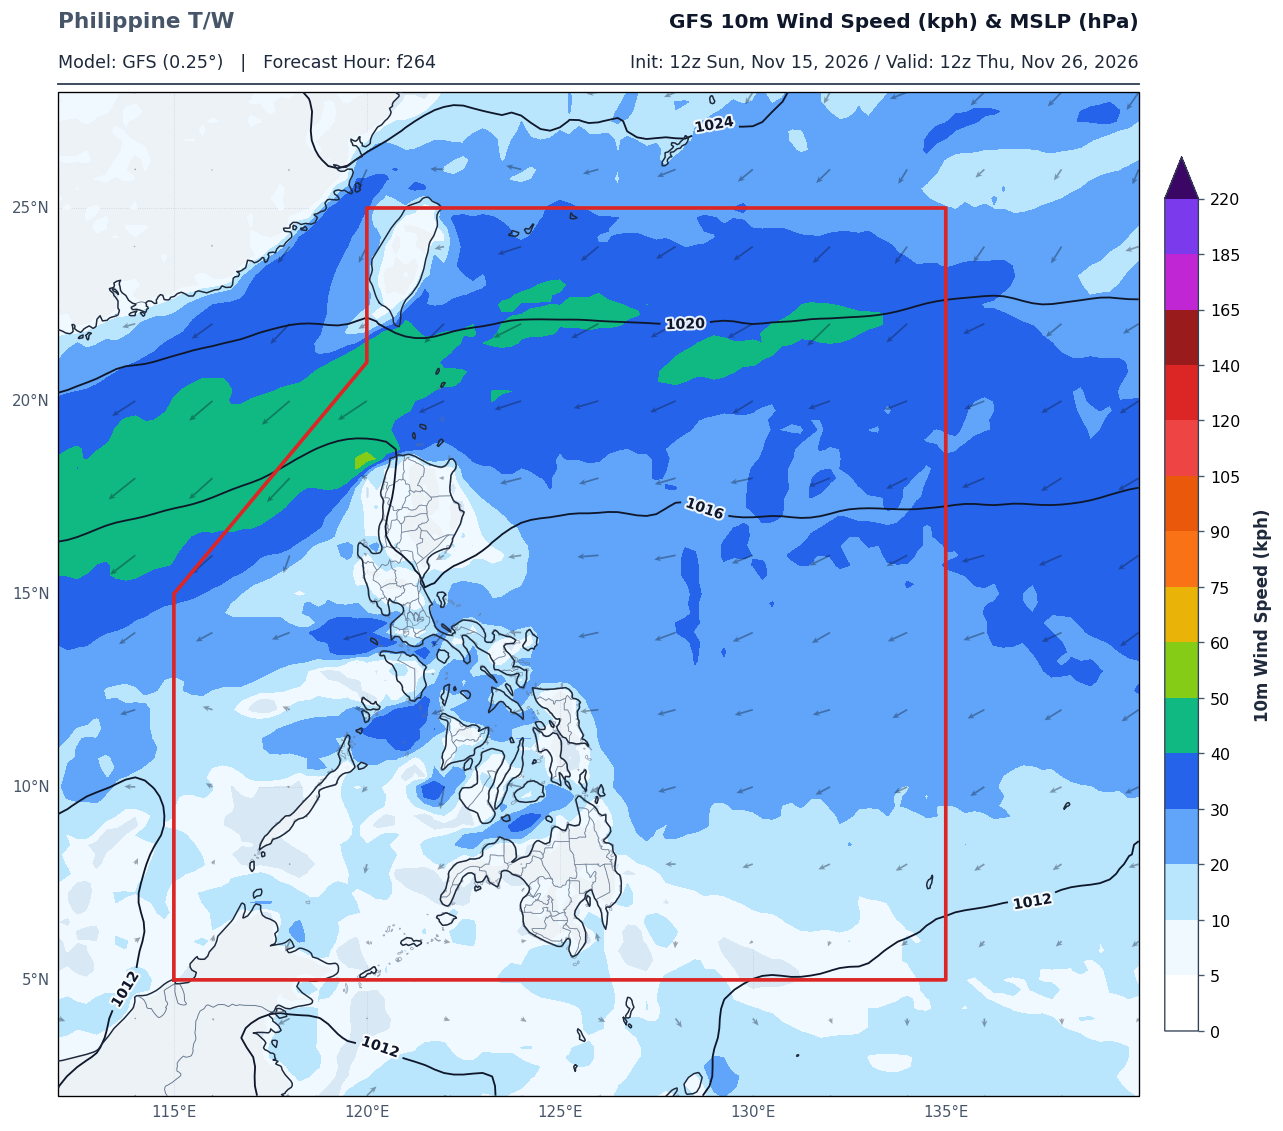 Philippine T/W
GFS 10m Wind Speed (kph) & MSLP (hPa)
Model: GFS (0.25°) | Forecast Hour: f264
Init: 12z Sun, Nov 15, 2026 / Valid: 12z Thu, Nov 26, 2026
1024
1020
1016
1012
1012
1012
25°N
20°N
15°N
10°N
5°N
115°E
120°E
125°E
130°E
135°E
220
185
165
140
120
105
90
75
60
50
40
30
20
10
5
0
10m Wind Speed (kph)